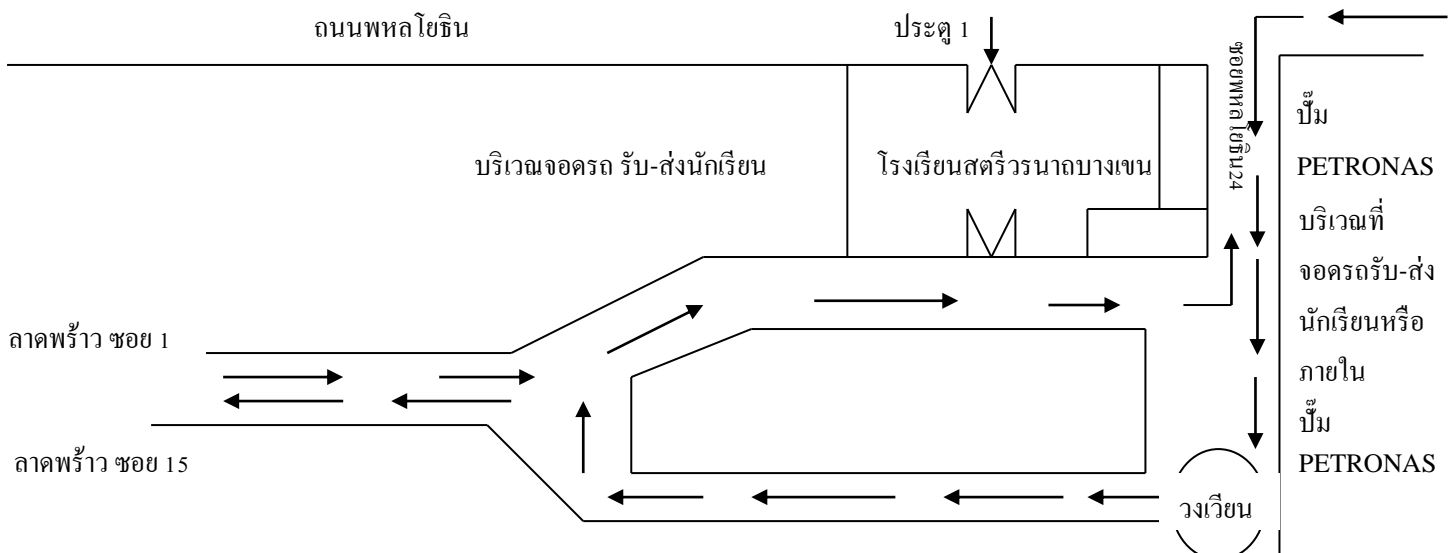 ถนนพหลโยธิน
ประตู 1
ซอยพหลโยธิน24
บริเวณจอดรถ รับ-ส่งนักเรียน
โรงเรียนสตรีวรนาถบางเขน
ปั๊ม
PETRONAS
บริเวณที่
จอดรถรับ-ส่ง
นักเรียนหรือ
ภายใน
ปั๊ม
PETRONAS
ลาดพร้าว ซอย 1
ลาดพร้าว ซอย 15
วงเวียน